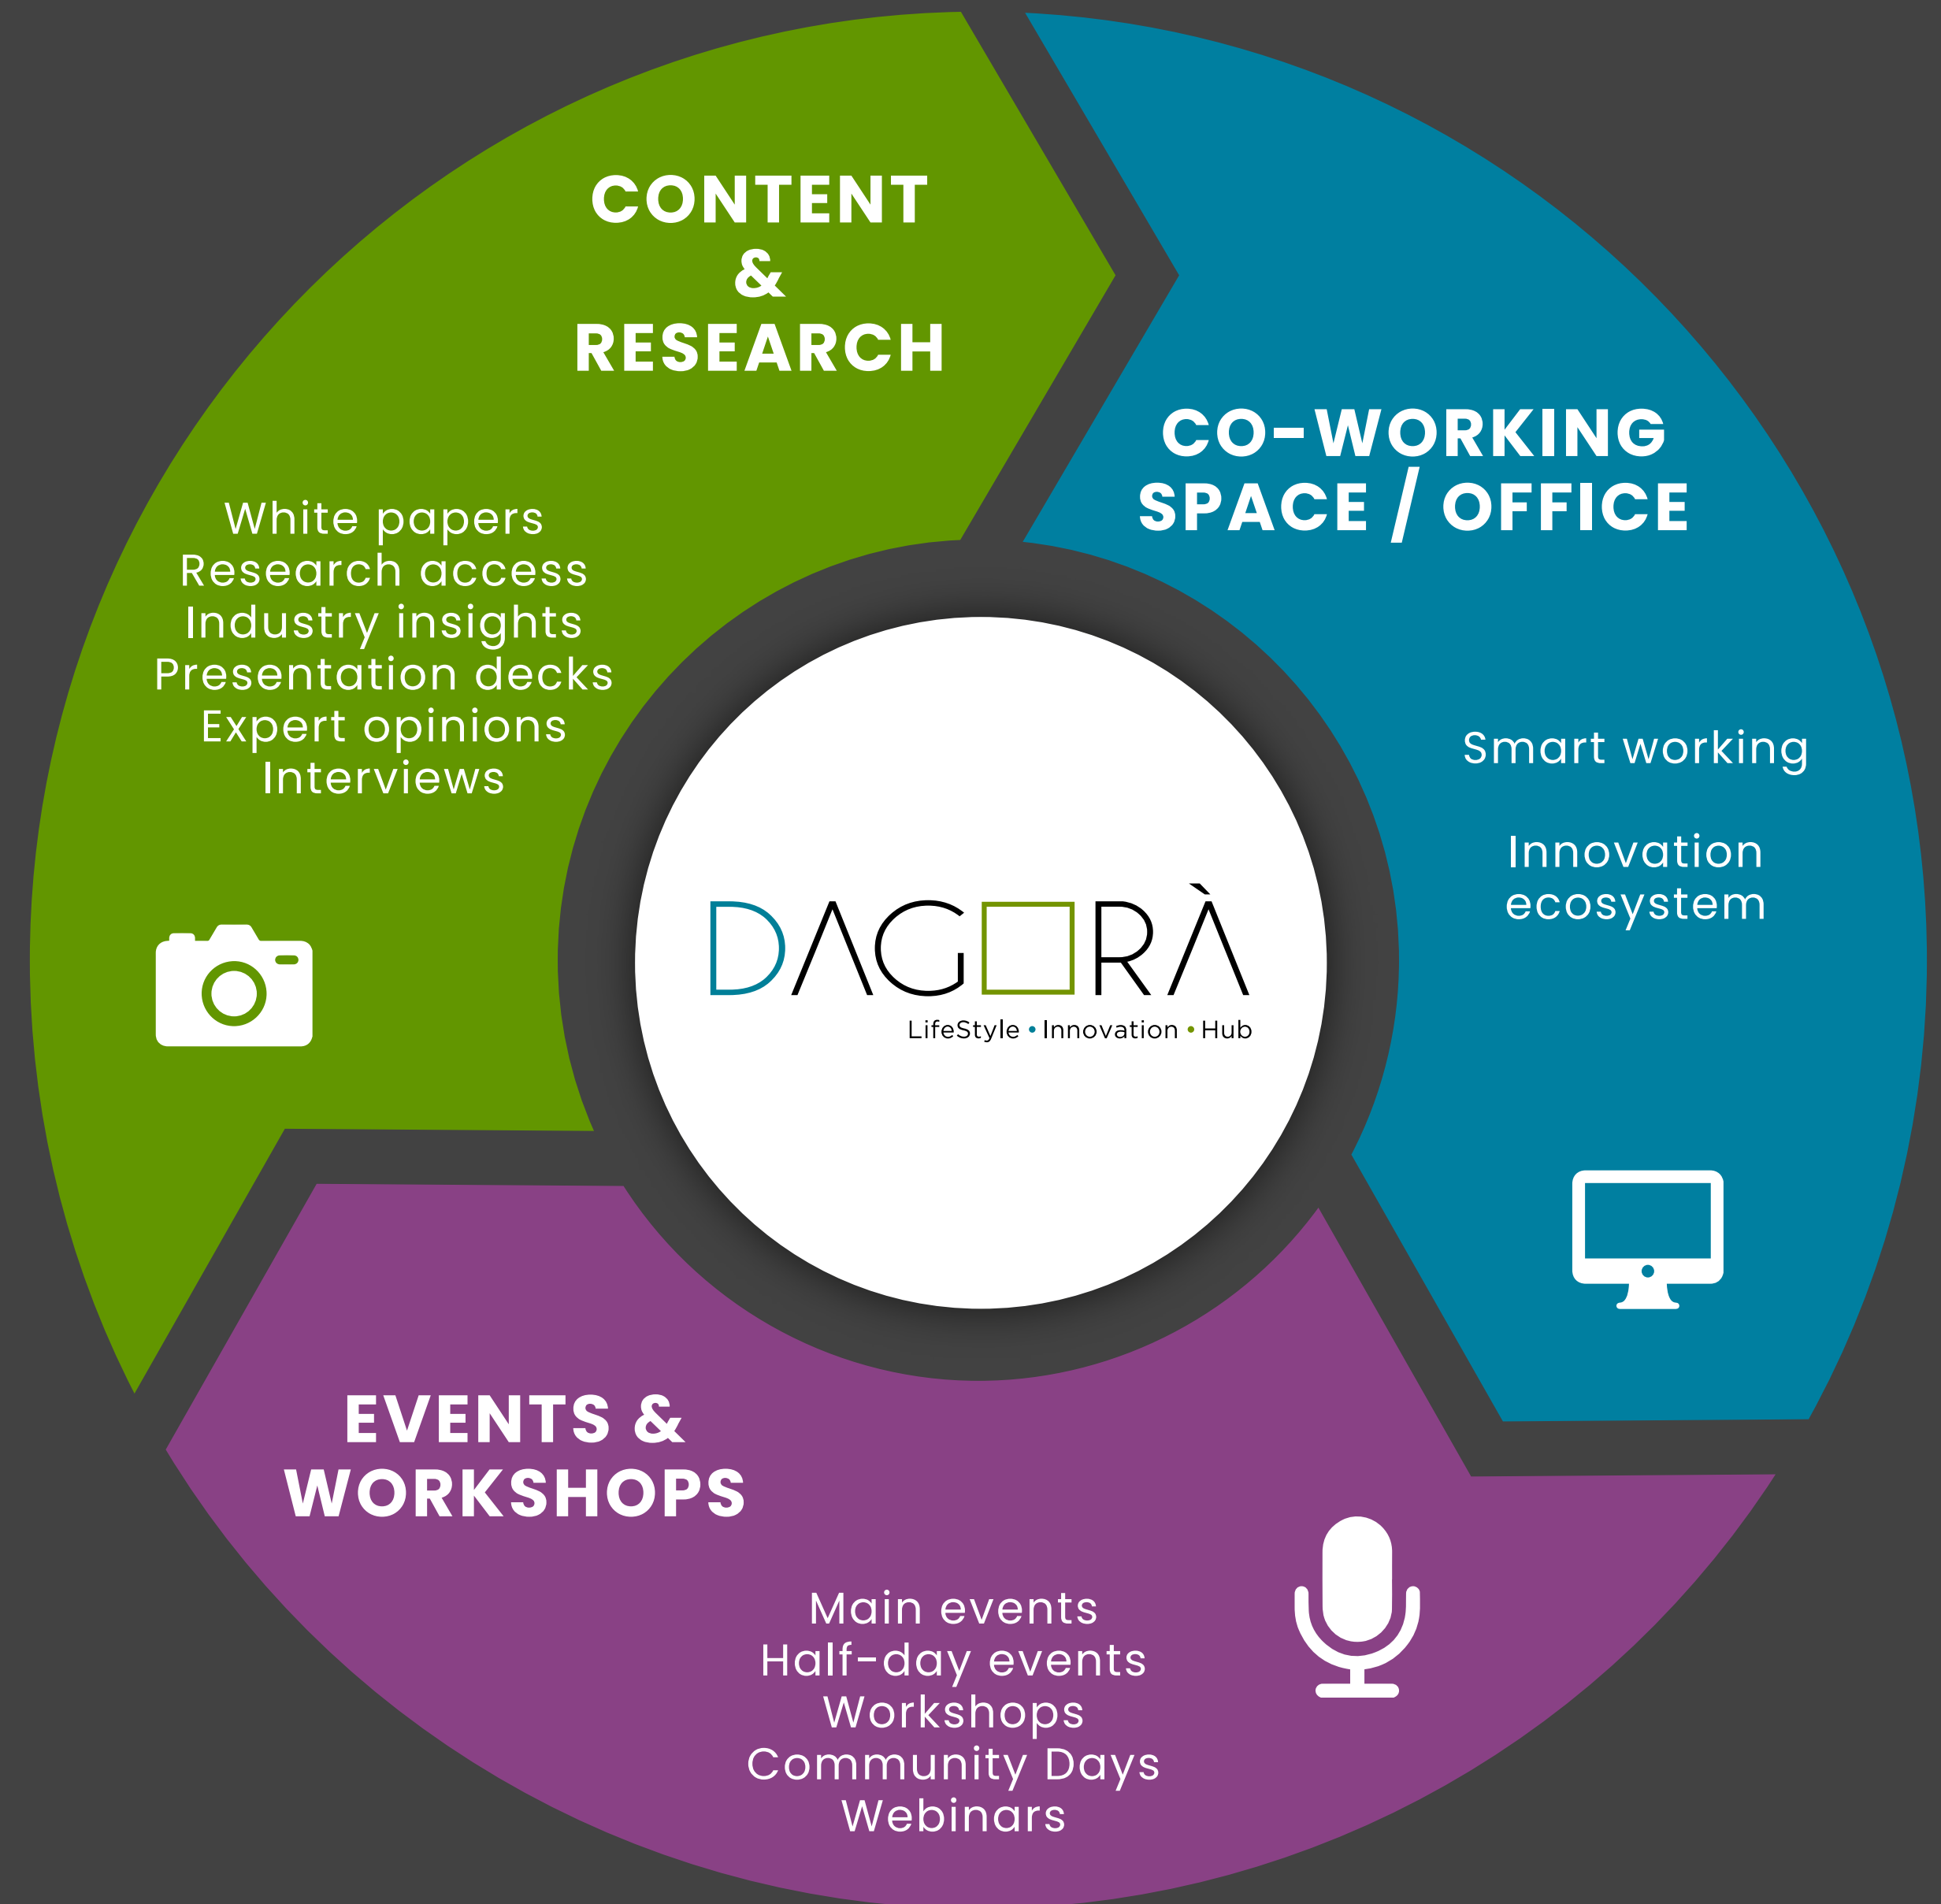 CONTENT
&
RESEARCH
White papers
Research access
Industry insights
Presentation decks
Expert opinions
Interviews
CO-WORKING
SPACE / OFFICE
Smart working
Innovation
ecosystem
DAGORÀ
LifeStyle • Innovation • Hub
EVENTS &
WORKSHOPS
Main events
Half-day events
Workshops
Community Days
Webinars